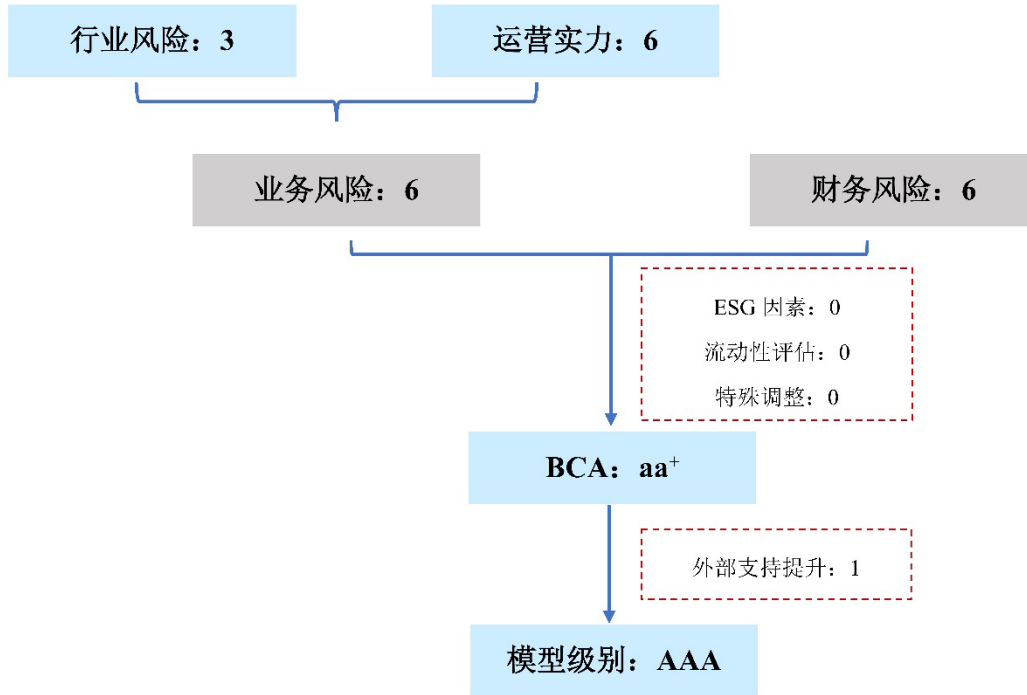 行业风险：3
运营实力：6
业务风险：6
财务风险：6
ESG 因素：0
流动性评估：0
特殊调整：0
BCA：aa⁺
外部支持提升：1
模型级别：AAA